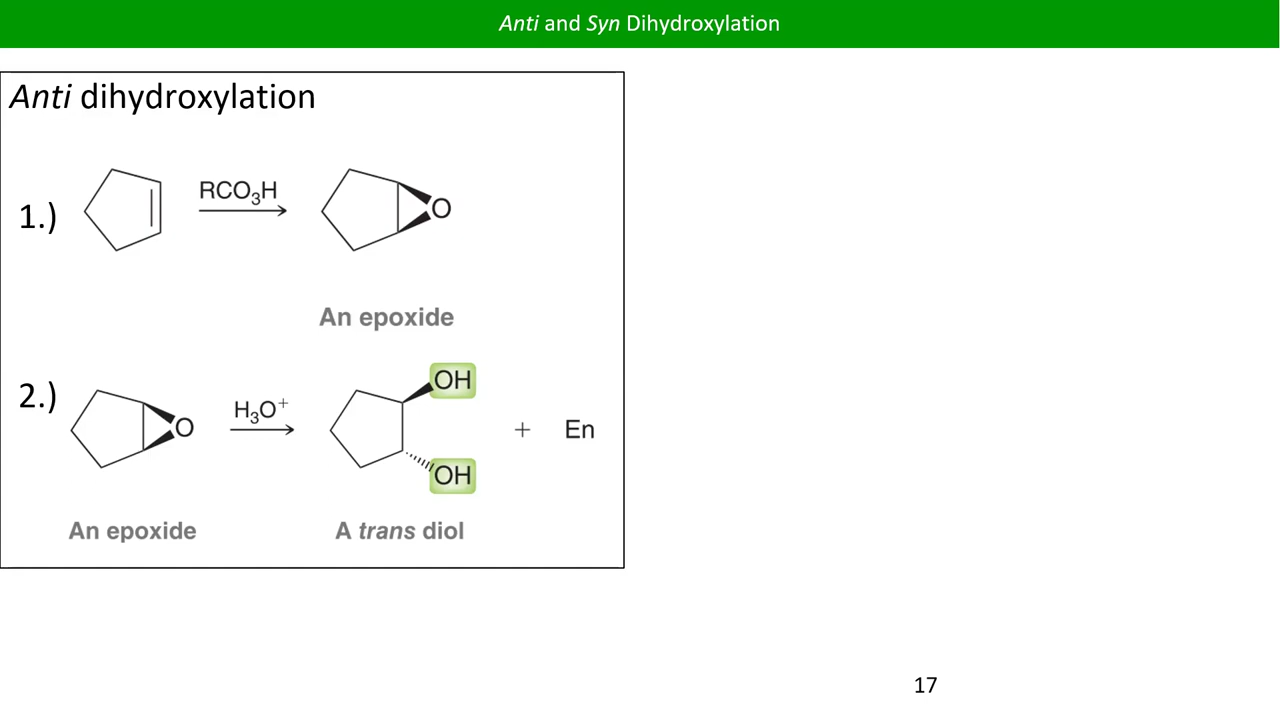 Anti and Syn Dihydroxylation
Anti dihydroxylation
1.)
RCO₃H
O
An epoxide
2.)
O
H₃O⁺
OH
OH
+ En
An epoxide
A trans diol
17